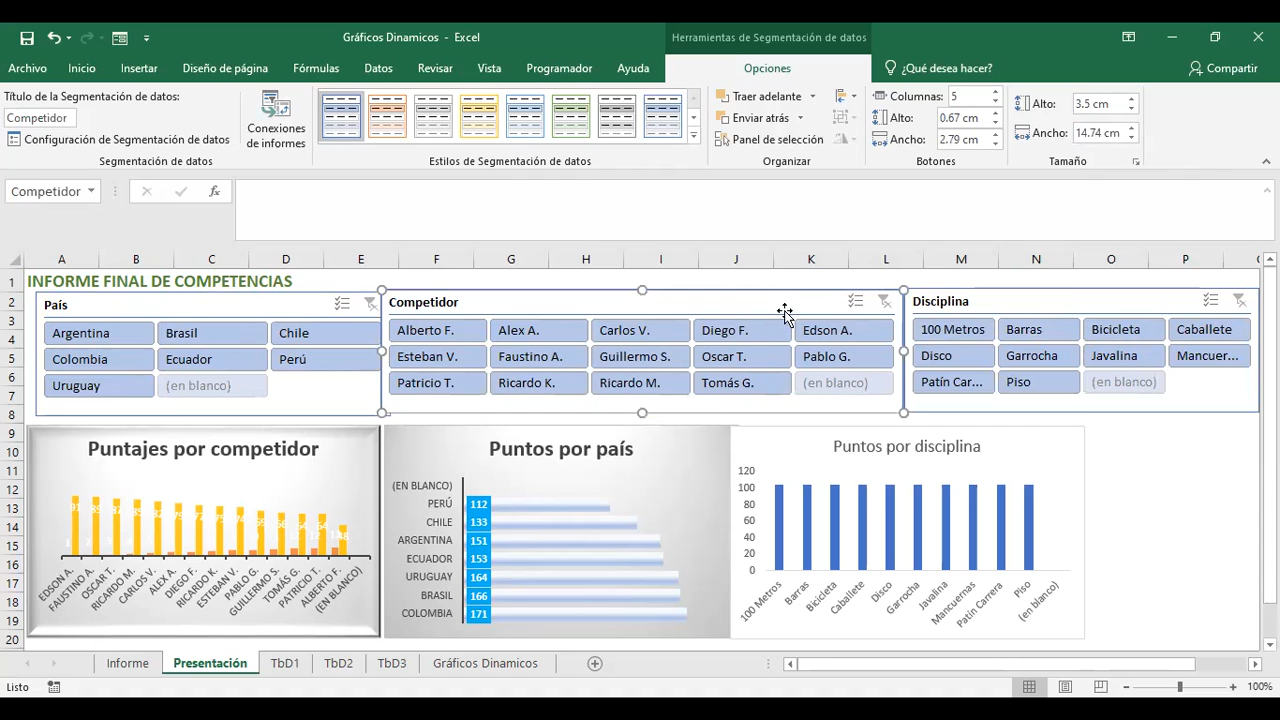 Gráficos Dinamicos - Excel
Herramientas de Segmentación de datos
Archivo Inicio Insertar Diseño de página Fórmulas Datos Revisar Vista Programador Ayuda Opciones ¿Qué desea hacer? Compartir
Título de la Segmentación de datos:
Competidor
Configuración de Segmentación de datos
Segmentación de datos
Conexiones
de informes
Estilos de Segmentación de datos
Traer adelante
Enviar atrás
Panel de selección
Organizar
Columnas: 5
Alto: 0.67 cm
Ancho: 2.79 cm
Botones
Alto: 3.5 cm
Ancho: 14.74 cm
Tamaño
Competidor fx
A B C D E F G H I J K L M N O P
1 INFORME FINAL DE COMPETENCIAS
2
3
4
5
6
7
8
9
10
11
12
13
14
15
16
17
18
19
20
País
Argentina Brasil Chile
Colombia Ecuador Perú
Uruguay (en blanco)
Competidor
Alberto F. Alex A. Carlos V. Diego F. Edson A.
Esteban V. Faustino A. Guillermo S. Oscar T. Pablo G.
Patricio T. Ricardo K. Ricardo M. Tomás G. (en blanco)
Disciplina
100 Metros Barras Bicicleta Caballete
Disco Garrocha Javalina Mancuer...
Patín Car... Piso (en blanco)
Puntajes por competidor
EDSON A. FAUSTINO A. OSCAR T. RICARDO M. CARLOS V. ALEX A. DIEGO F. RICARDO K. ESTEBAN V. PABLO G. GUILLERMO S. TOMÁS G. PATRICIO T. ALBERTO F. (EN BLANCO)
Puntos por país
(EN BLANCO)
PERÚ 112
CHILE 133
ARGENTINA 151
ECUADOR 153
URUGUAY 164
BRASIL 166
COLOMBIA 171
Puntos por disciplina
120
100
80
60
40
20
0
100 Metros Barras Bicicleta Caballete Disco Garrocha Javalina Mancuernas Patín Carrera Piso (en blanco)
Informe Presentación TbD1 TbD2 TbD3 Gráficos Dinamicos
Listo 100%